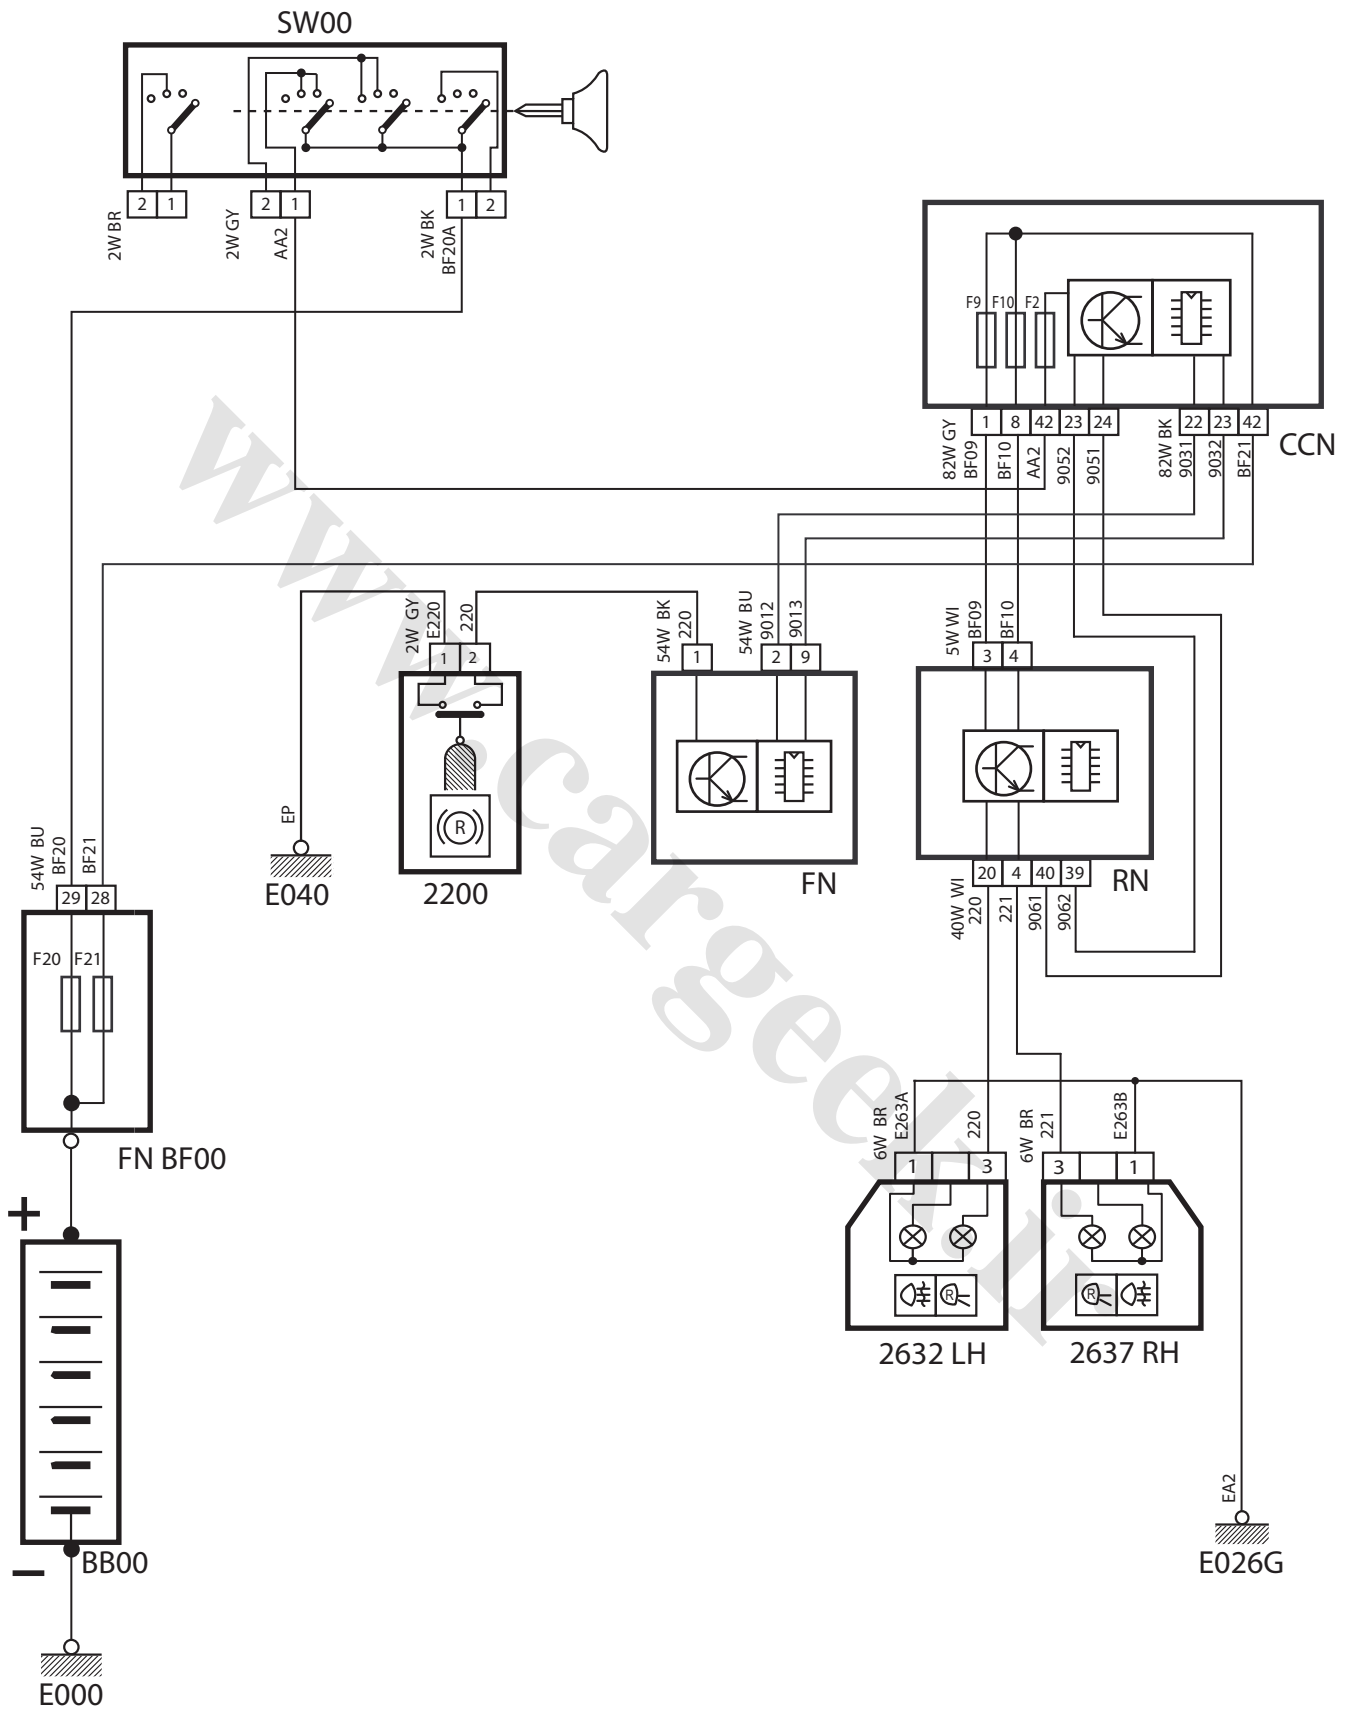 SW00
2 1
2 1
1 2
2W BR
2W GY
AA2
2W BK
BF20A
F9 F10 F2
1 8 42 23 24
22 23 42
CCN
82W GY
BF09
BF10
AA2
9052
9051
82W BK
9031
9032
BF21
www.cargeek.ir
2W GY
E220
220
1 2
54W BK
220
1
54W BU
9012
9013
2 9
5W WI
BF09
BF10
3 4
R
EP
E040
2200
FN
20 4 40 39
RN
40W WI
220
221
9061
9062
54W BU
BF20
BF21
29 28
F20 F21
FN BF00
+
6W BR
E263A
220
6W BR
221
E263B
1 3
3 1
R
R
2632 LH
2637 RH
EA2
E026G
BB00
–
E000